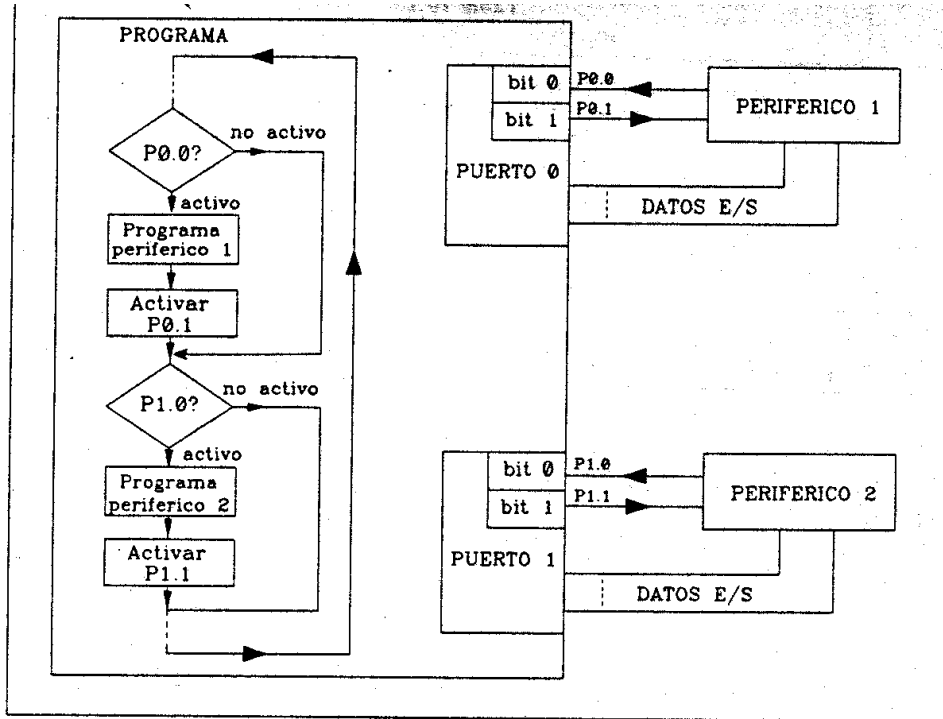 PROGRAMA
P0.0?
no activo
activo
Programa
periferico 1
Activar
P0.1
P1.0?
no activo
activo
Programa
periferico 2
Activar
P1.1
bit 0
P0.0
bit 1
P0.1
PUERTO 0
PERIFERICO 1
DATOS E/S
bit 0
P1.0
bit 1
P1.1
PUERTO 1
PERIFERICO 2
DATOS E/S